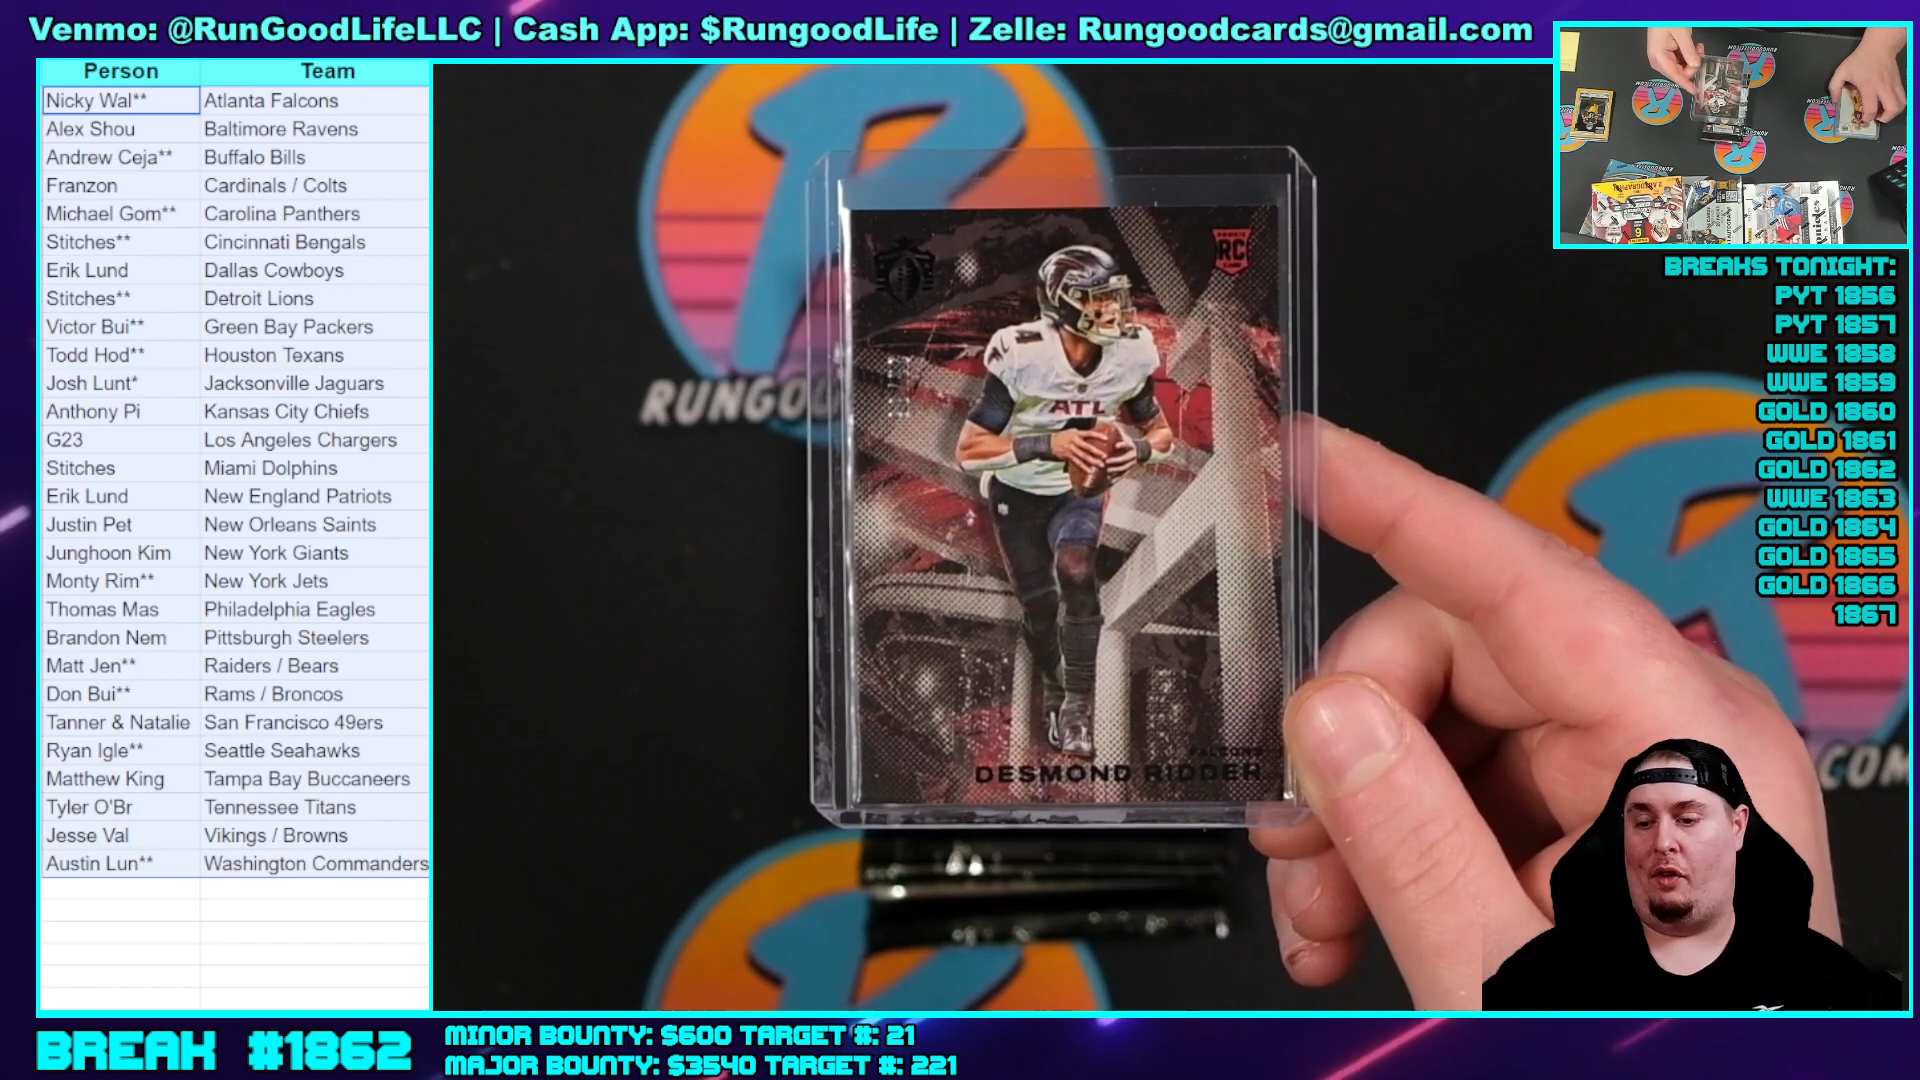 Venmo: @RunGoodLifeLLC | Cash App: $RungoodLife | Zelle: Rungoodcards@gmail.com
Person Team
Nicky Wal** Atlanta Falcons
Alex Shou Baltimore Ravens
Andrew Ceja** Buffalo Bills
Franzon Cardinals / Colts
Michael Gom** Carolina Panthers
Stitches** Cincinnati Bengals
Erik Lund Dallas Cowboys
Stitches** Detroit Lions
Victor Bui** Green Bay Packers
Todd Hod** Houston Texans
Josh Lunt* Jacksonville Jaguars
Anthony Pi Kansas City Chiefs
G23 Los Angeles Chargers
Stitches Miami Dolphins
Erik Lund New England Patriots
Justin Pet New Orleans Saints
Junghoon Kim New York Giants
Monty Rim** New York Jets
Thomas Mas Philadelphia Eagles
Brandon Nem Pittsburgh Steelers
Matt Jen** Raiders / Bears
Don Bui** Rams / Broncos
Tanner & Natalie San Francisco 49ers
Ryan Igle** Seattle Seahawks
Matthew King Tampa Bay Buccaneers
Tyler O'Br Tennessee Titans
Jesse Val Vikings / Browns
Austin Lun** Washington Commanders
RUNGOO
RC
4
ATL
FALCONS
DESMOND RIDDER
.COM
BREAKS TONIGHT:
PYT 1856
PYT 1857
WWE 1858
WWE 1859
GOLD 1860
GOLD 1861
GOLD 1862
WWE 1863
GOLD 1864
GOLD 1865
GOLD 1866
1867
BREAK #1862
MINOR BOUNTY: $600 TARGET #: 21
MAJOR BOUNTY: $3540 TARGET #: 221